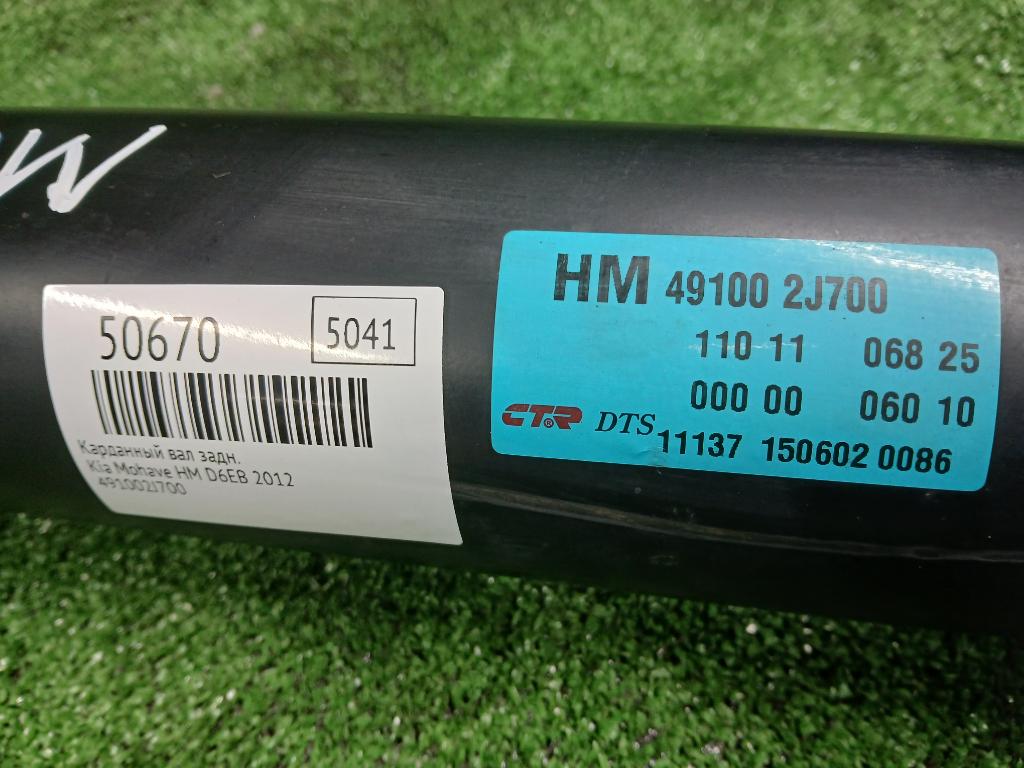 50670
5041
Карданный вал задн.
Kia Mohave HM D6EB 2012
491002J700
HM 49100 2J700
110 11 068 25
000 00 060 10
CTR® DTS 11137 150602 0086